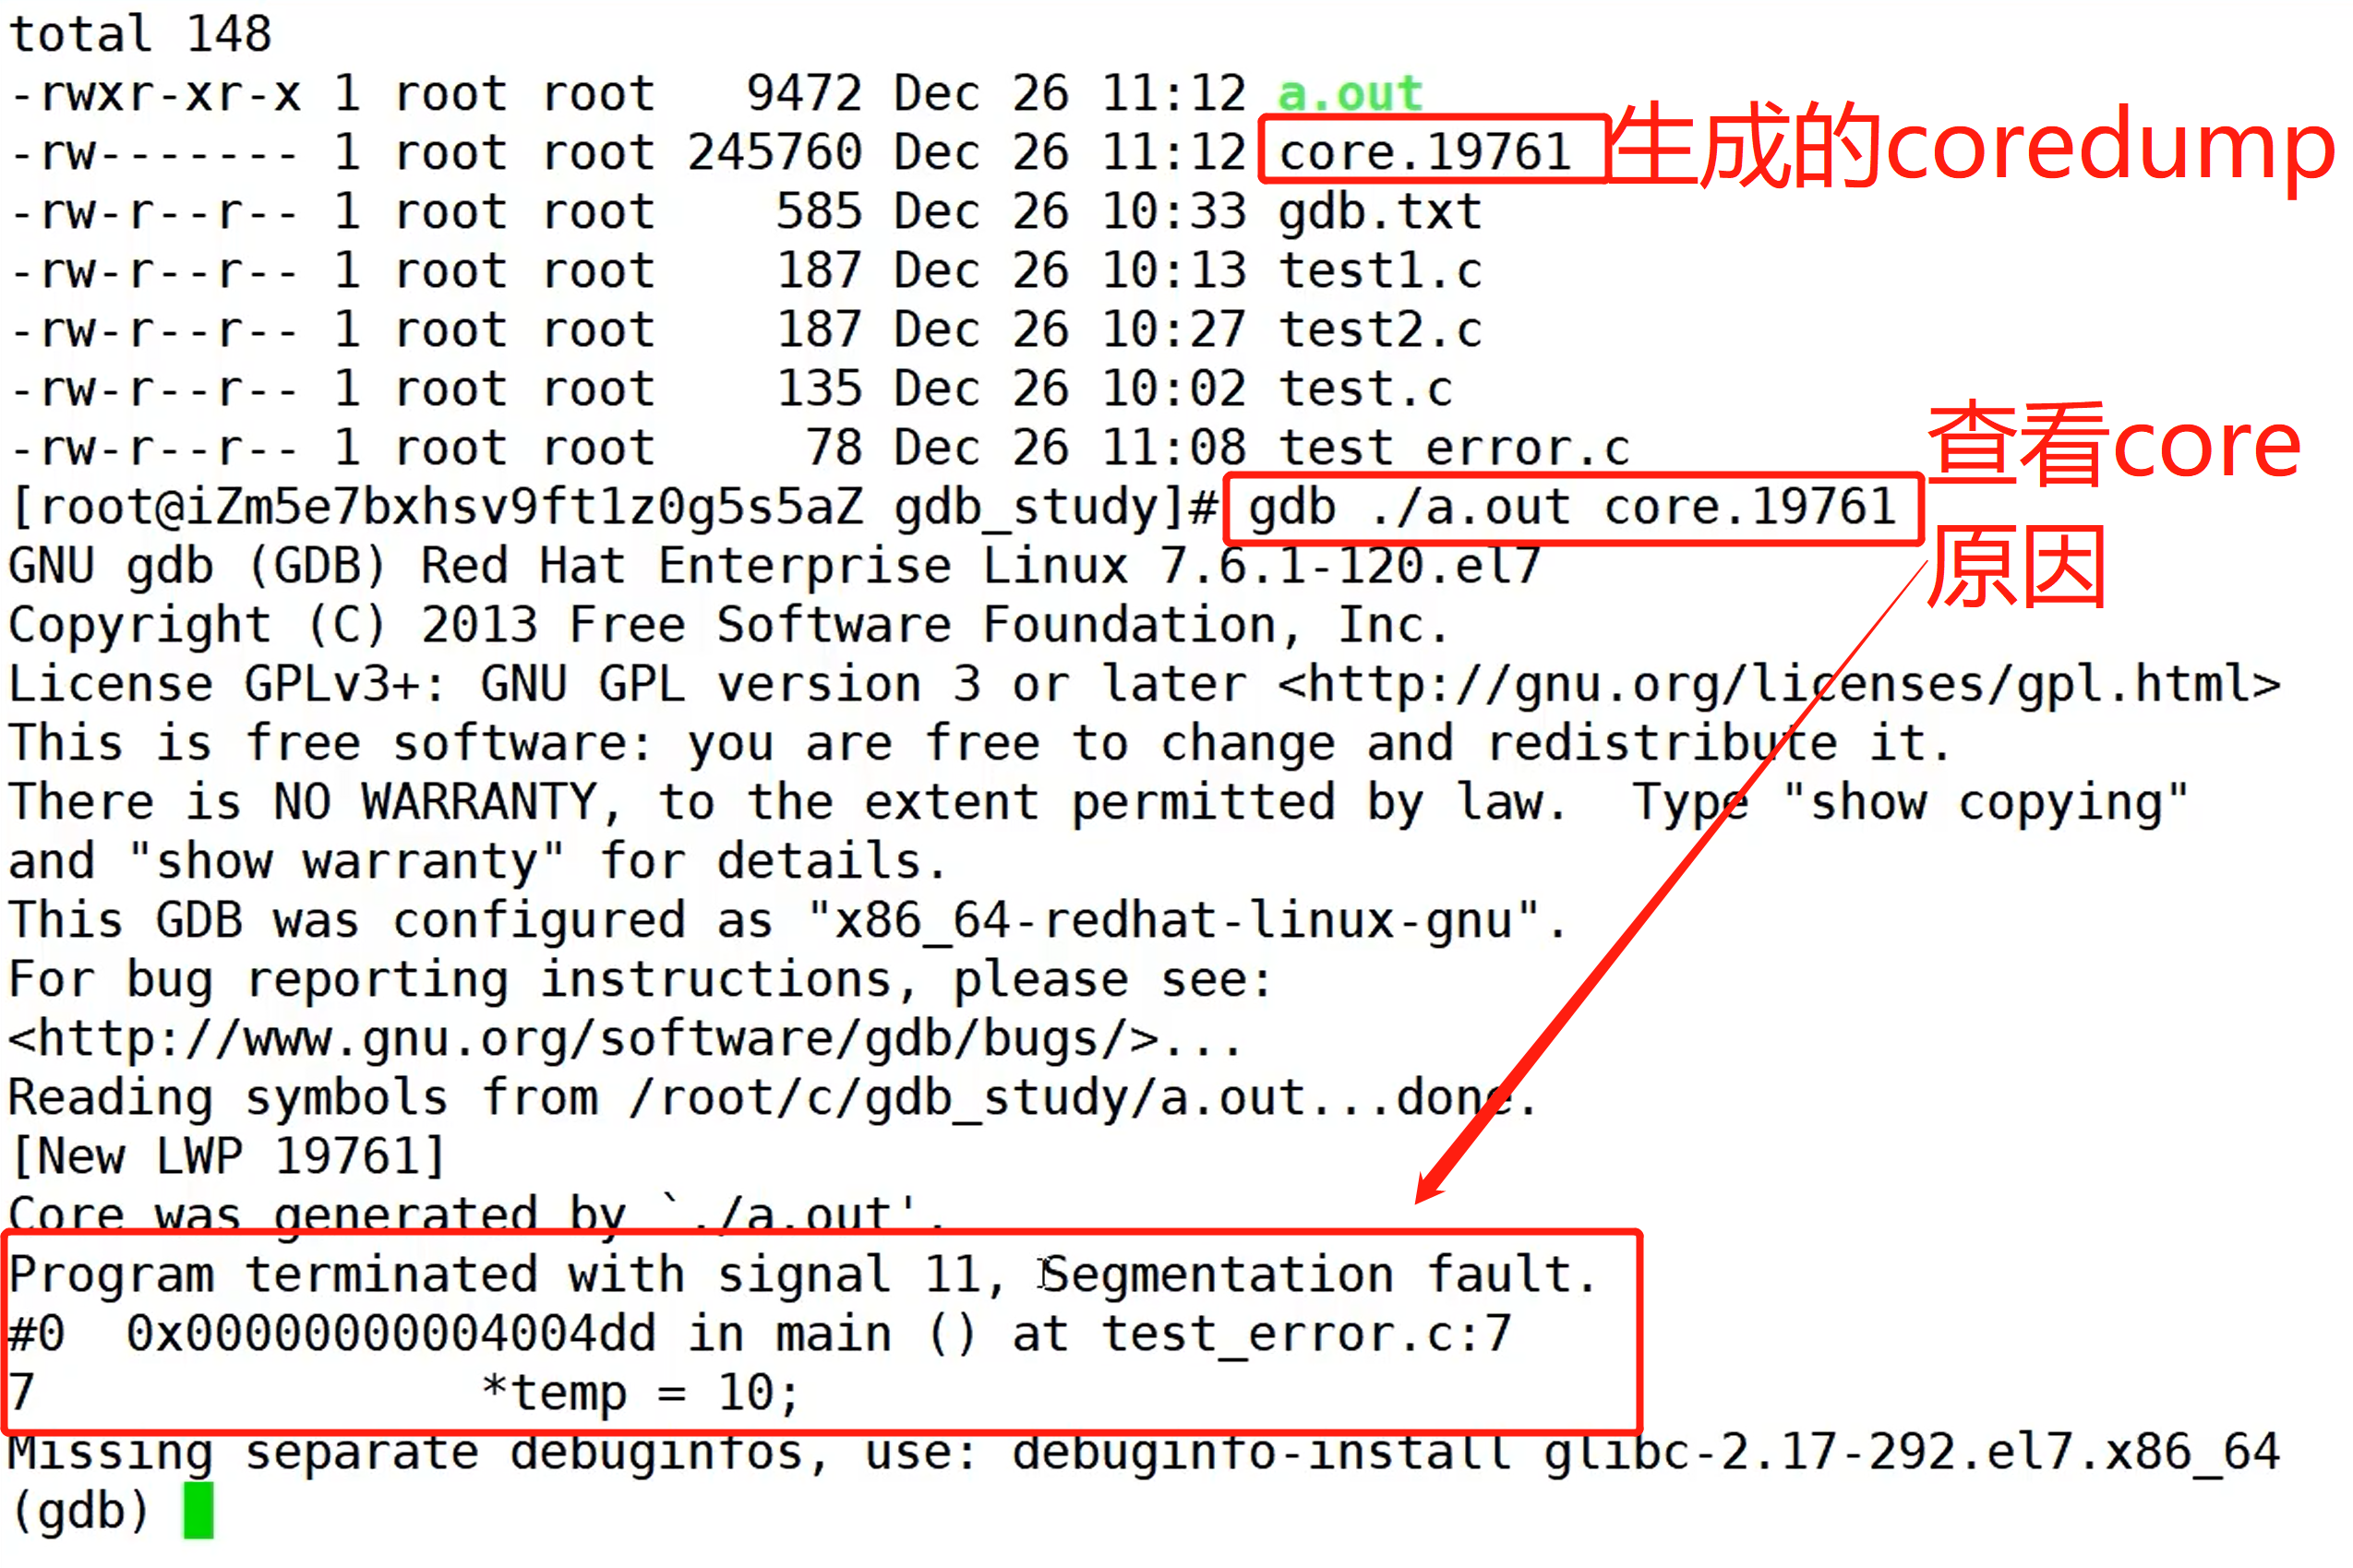 total 148
-rwxr-xr-x 1 root root   9472 Dec 26 11:12 a.out
-rw------- 1 root root 245760 Dec 26 11:12 core.19761 生成的coredump
-rw-r--r-- 1 root root    585 Dec 26 10:33 gdb.txt
-rw-r--r-- 1 root root    187 Dec 26 10:13 test1.c
-rw-r--r-- 1 root root    187 Dec 26 10:27 test2.c
-rw-r--r-- 1 root root    135 Dec 26 10:02 test.c
-rw-r--r-- 1 root root     78 Dec 26 11:08 test error.c
查看core
原因
[root@iZm5e7bxhsv9ft1z0g5s5aZ gdb_study]# gdb ./a.out core.19761
GNU gdb (GDB) Red Hat Enterprise Linux 7.6.1-120.el7
Copyright (C) 2013 Free Software Foundation, Inc.
License GPLv3+: GNU GPL version 3 or later <http://gnu.org/licenses/gpl.html>
This is free software: you are free to change and redistribute it.
There is NO WARRANTY, to the extent permitted by law.  Type "show copying"
and "show warranty" for details.
This GDB was configured as "x86_64-redhat-linux-gnu".
For bug reporting instructions, please see:
<http://www.gnu.org/software/gdb/bugs/>...
Reading symbols from /root/c/gdb_study/a.out...done.
[New LWP 19761]
Core was generated by `./a.out'.
Program terminated with signal 11, Segmentation fault.
#0  0x00000000004004dd in main () at test_error.c:7
7               *temp = 10;
Missing separate debuginfos, use: debuginfo-install glibc-2.17-292.el7.x86_64
(gdb)